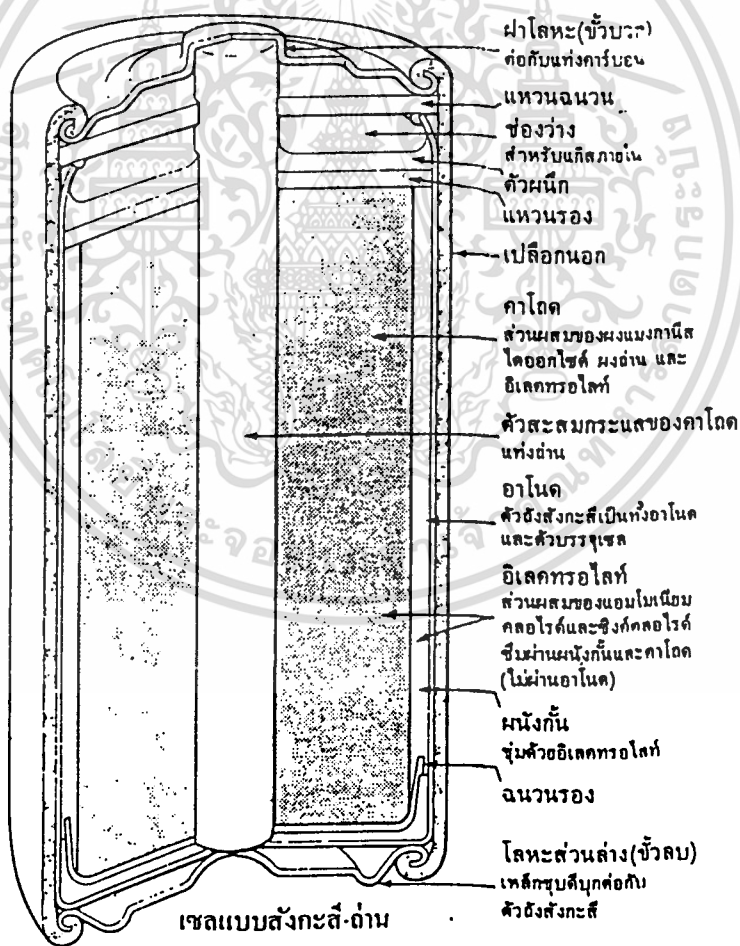 ฝาโลหะ(ขั้วบวก)
ต่อกับแท่งคาร์บอน
แหวนฉนวน
ช่องว่าง
สำหรับแก๊สภายใน
ตัวผนึก
แหวนรอง
เปลือกนอก
คาโถด
ส่วนผสมของผงแมงกานีส
ไดออกไซด์ ผงถ่าน และ
อิเลคทรอไลท์
ตัวสะสมกระแสของคาโถด
แท่งถ่าน
อาโนด
ตัวถังสังกะสีเป็นทั้งอาโนด
และตัวบรรจุเซล
อิเลคทรอไลท์
ส่วนผสมของแอมโมเนียม
คลอไรด์และซิงค์คลอไรด์
ซึมผ่านผนังกั้นและคาโถด
(ไม่ผ่านอาโนด)
ผนังกั้น
ชุ่มด้วยอิเลคทรอไลท์
ฉนวนรอง
โลหะส่วนล่าง(ขั้วลบ)
เหล็กชุบดีบุกต่อกับ
ตัวถังสังกะสี
เซลแบบสังกะสี-ถ่าน